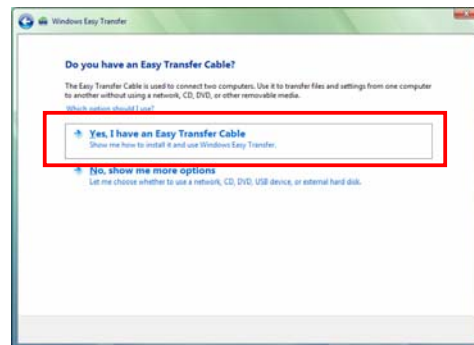 Windows Easy Transfer
Do you have an Easy Transfer Cable?
The Easy Transfer Cable is used to connect two computers. Use it to transfer files and settings from one computer
to another without using a network, CD, DVD, or other removable media.
Which option should I use?
Yes, I have an Easy Transfer Cable
Show me how to install it and use Windows Easy Transfer.
No, show me more options
Let me choose whether to use a network, CD, DVD, USB device, or external hard disk.